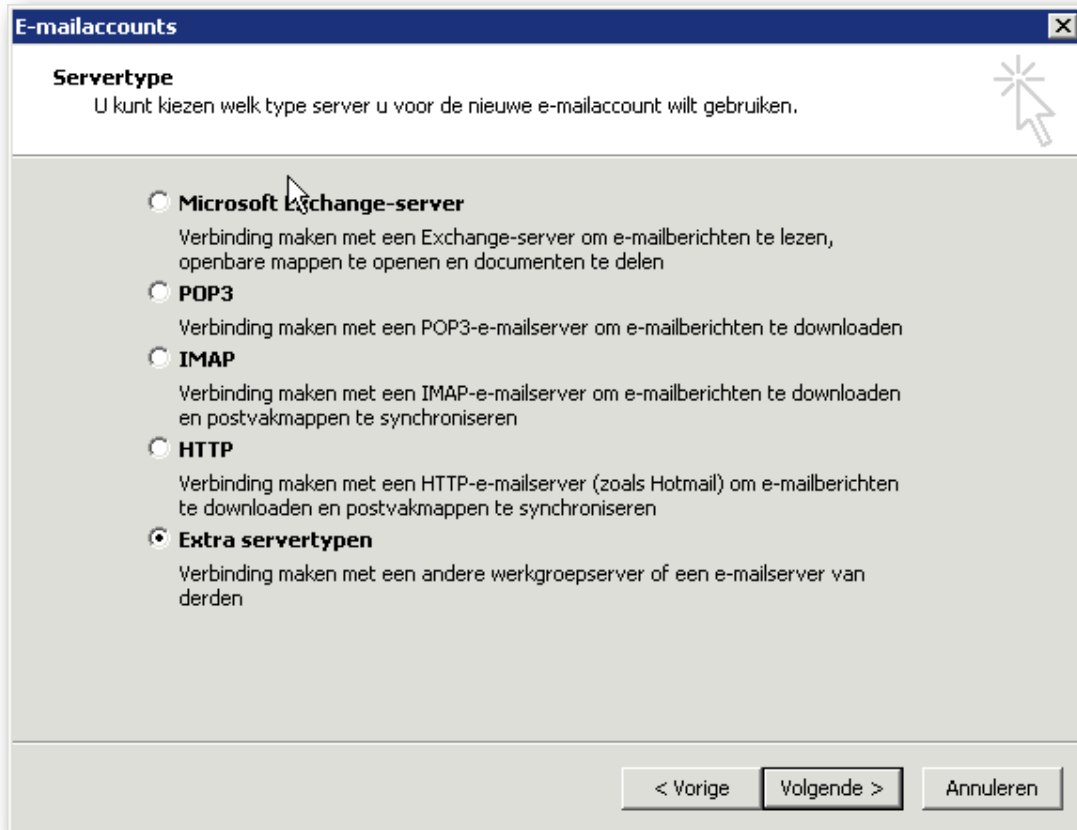 E-mailaccounts
Servertype
U kunt kiezen welk type server u voor de nieuwe e-mailaccount wilt gebruiken.
Microsoft Exchange-server
Verbinding maken met een Exchange-server om e-mailberichten te lezen,
openbare mappen te openen en documenten te delen
POP3
Verbinding maken met een POP3-e-mailserver om e-mailberichten te downloaden
IMAP
Verbinding maken met een IMAP-e-mailserver om e-mailberichten te downloaden
en postvakmappen te synchroniseren
HTTP
Verbinding maken met een HTTP-e-mailserver (zoals Hotmail) om e-mailberichten
te downloaden en postvakmappen te synchroniseren
Extra servertypen
Verbinding maken met een andere werkgroepserver of een e-mailserver van
derden
< Vorige Volgende > Annuleren